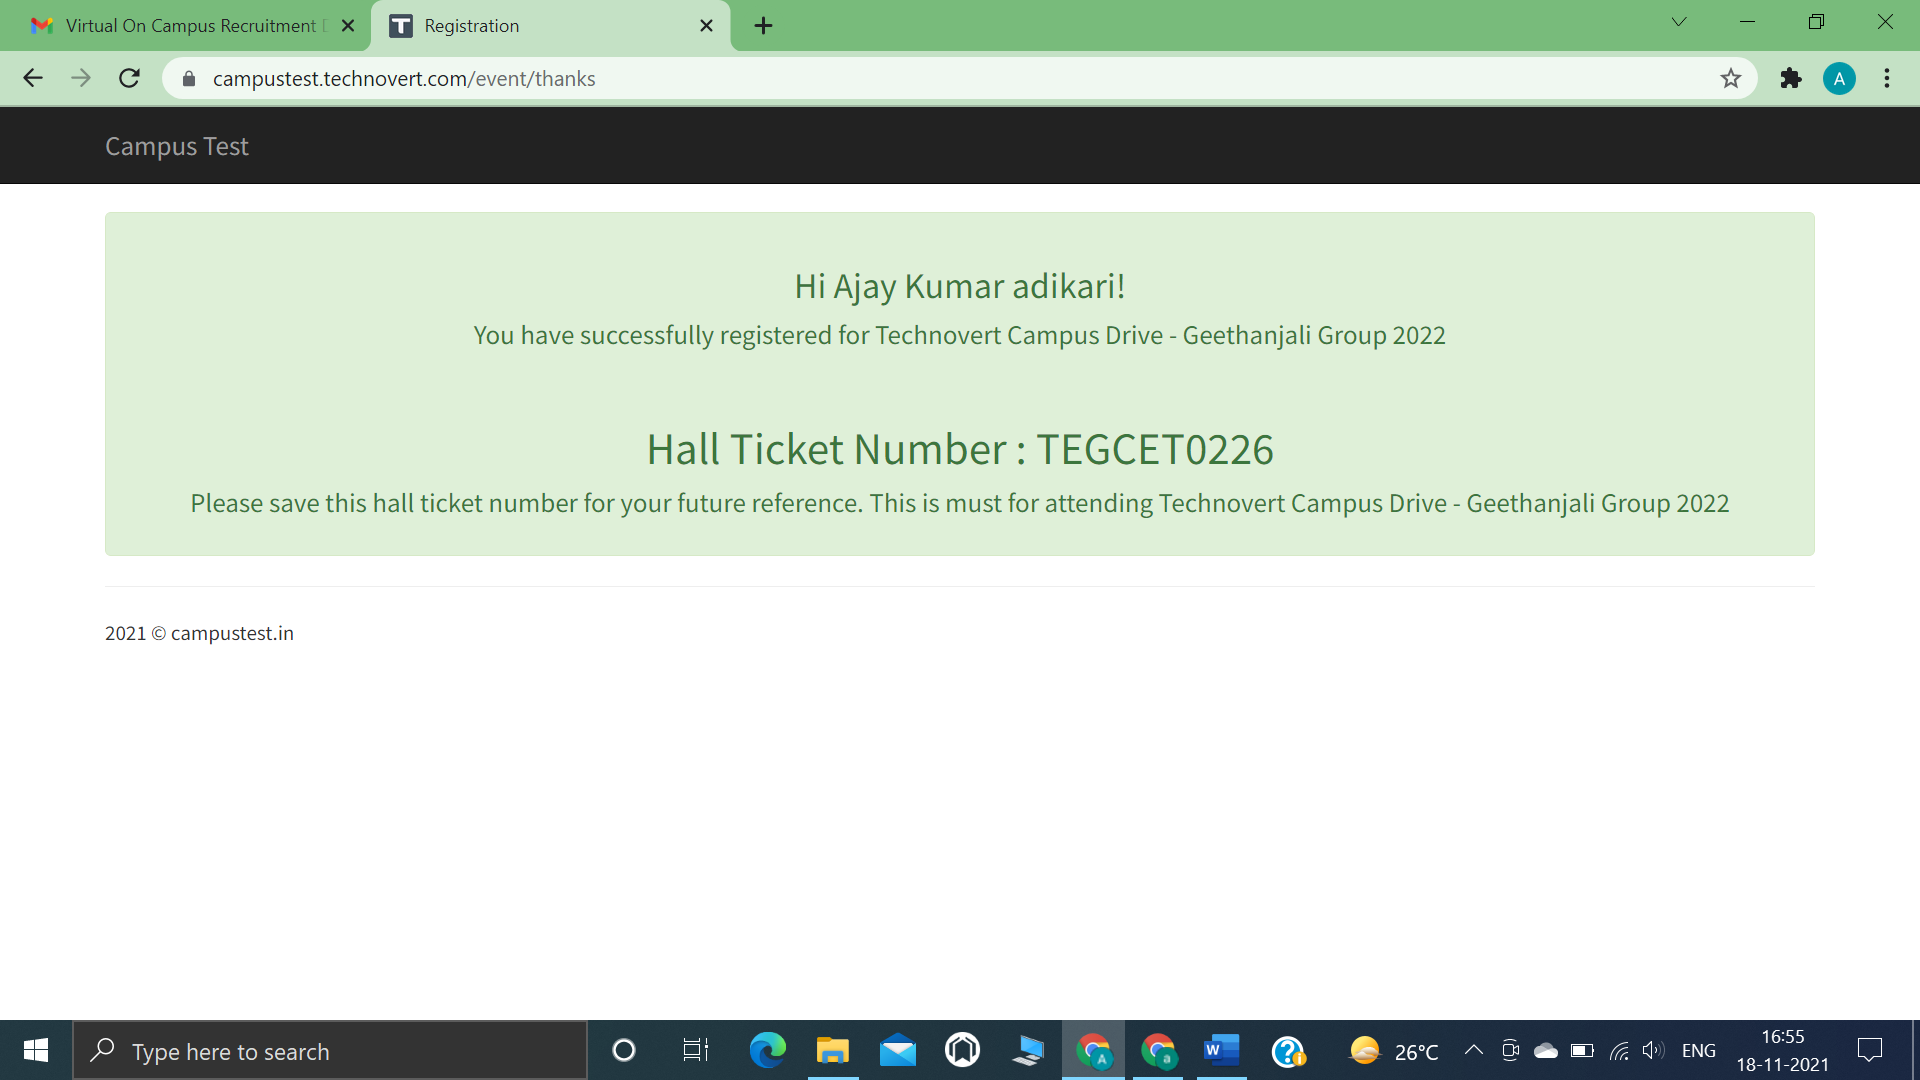 Virtual On Campus Recruitment
Registration
campustest.technovert.com/event/thanks
A
Campus Test
Hi Ajay Kumar adikari!
You have successfully registered for Technovert Campus Drive - Geethanjali Group 2022
Hall Ticket Number : TEGCET0226
Please save this hall ticket number for your future reference. This is must for attending Technovert Campus Drive - Geethanjali Group 2022
2021 © campustest.in
Type here to search
26°C
ENG
16:55
18-11-2021